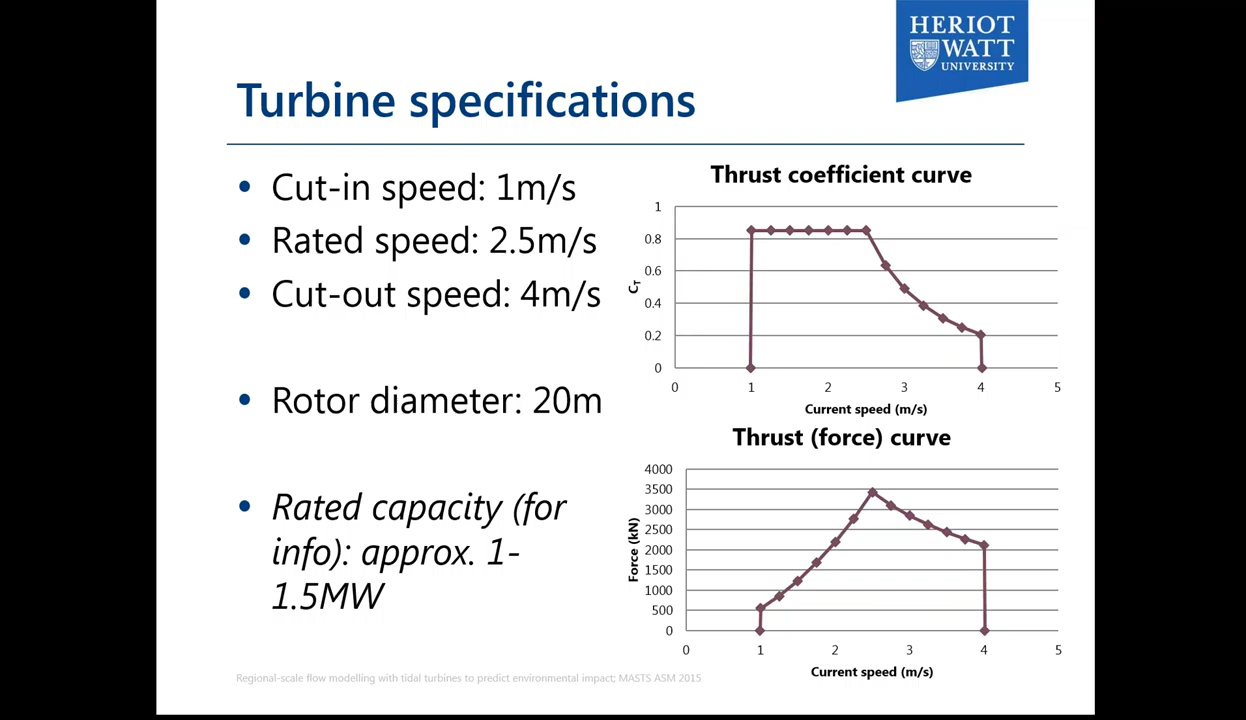 HERIOT
WATT
UNIVERSITY
Turbine specifications
• Cut-in speed: 1m/s
• Rated speed: 2.5m/s
• Cut-out speed: 4m/s
• Rotor diameter: 20m
• Rated capacity (for
info): approx. 1-
1.5MW
Thrust coefficient curve
1
0.8
0.6
0.4
0.2
0
CT
0 1 2 3 4 5
Current speed (m/s)
Thrust (force) curve
4000
3500
3000
2500
2000
1500
1000
500
0
Force (kN)
0 1 2 3 4 5
Current speed (m/s)
Regional-scale flow modelling with tidal turbines to predict environmental impact; MASTS ASM 2015